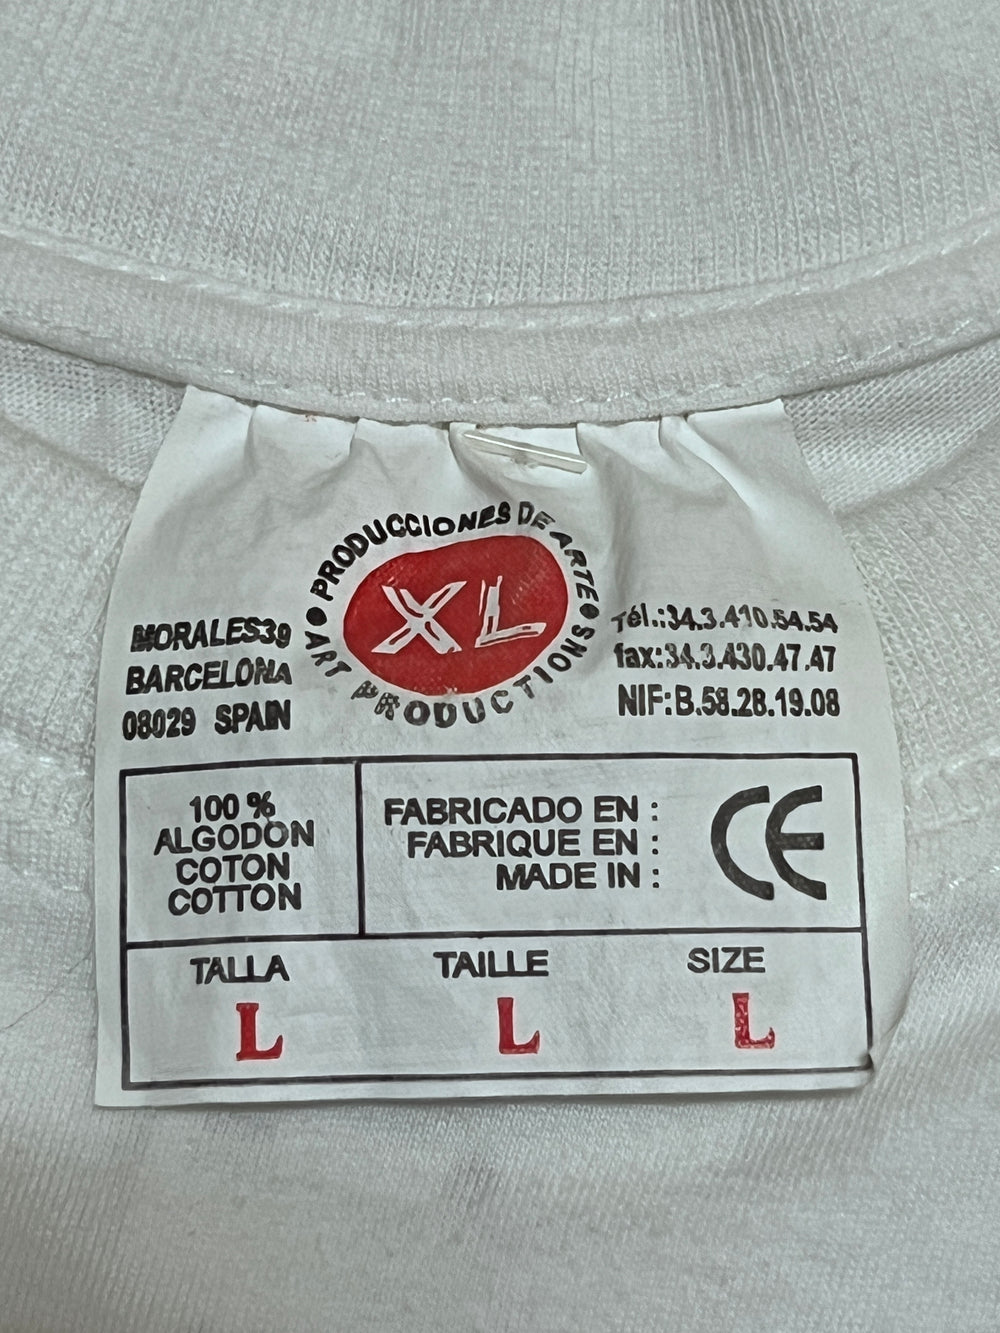 PRODUCCIONES DE ARTE
XL
ART PRODUCTIONS
MORALES39
BARCELONA
08029 SPAIN
Tél.:34.3.410.54.54
fax:34.3.430.47.47
NIF:B.58.28.19.08
100 %
ALGODÓN
COTON
COTTON
FABRICADO EN :
FABRIQUE EN :
MADE IN :
CE
TALLA TAILLE SIZE
L L L